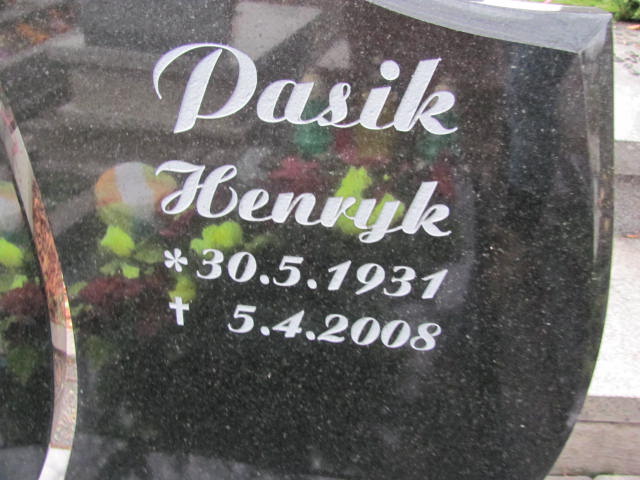 Pasik
Henryk
* 30.5.1931
† 5.4.2008